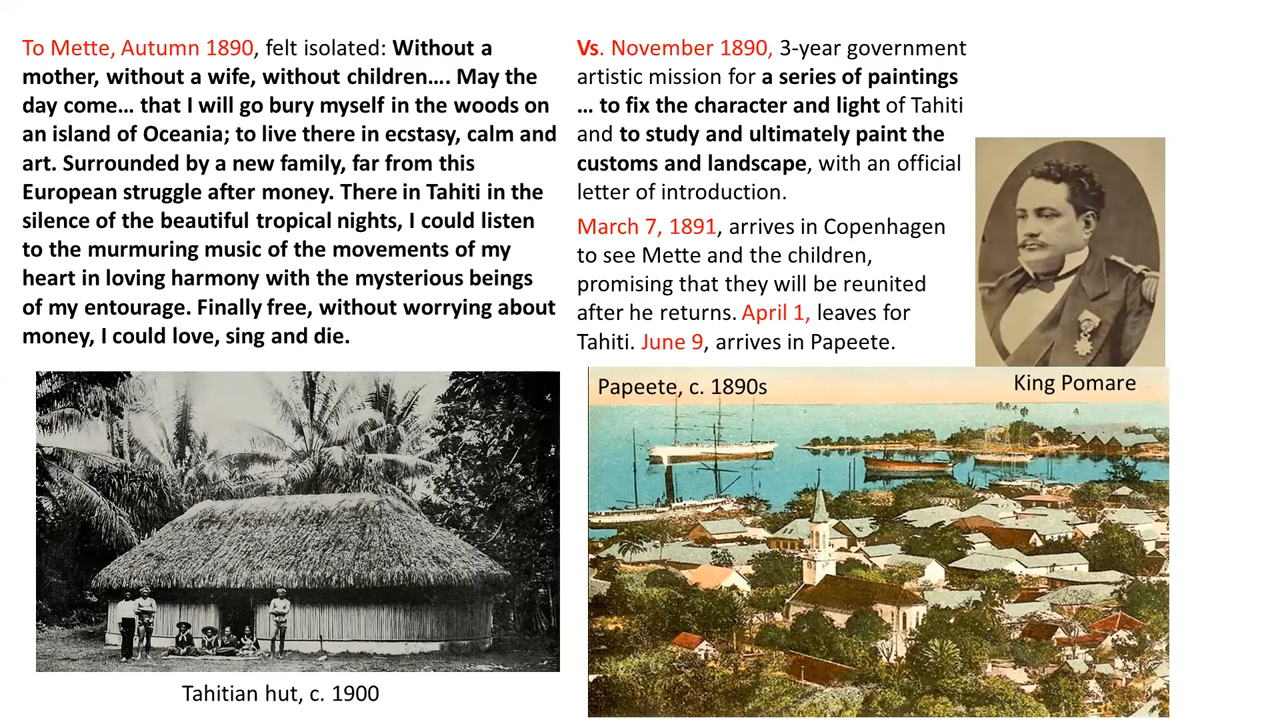 To Mette, Autumn 1890, felt isolated: Without a
mother, without a wife, without children…. May the
day come… that I will go bury myself in the woods on
an island of Oceania; to live there in ecstasy, calm and
art. Surrounded by a new family, far from this
European struggle after money. There in Tahiti in the
silence of the beautiful tropical nights, I could listen
to the murmuring music of the movements of my
heart in loving harmony with the mysterious beings
of my entourage. Finally free, without worrying about
money, I could love, sing and die.
Tahitian hut, c. 1900
Vs. November 1890, 3-year government
artistic mission for a series of paintings
… to fix the character and light of Tahiti
and to study and ultimately paint the
customs and landscape, with an official
letter of introduction.
March 7, 1891, arrives in Copenhagen
to see Mette and the children,
promising that they will be reunited
after he returns. April 1, leaves for
Tahiti. June 9, arrives in Papeete.
Papeete, c. 1890s
King Pomare